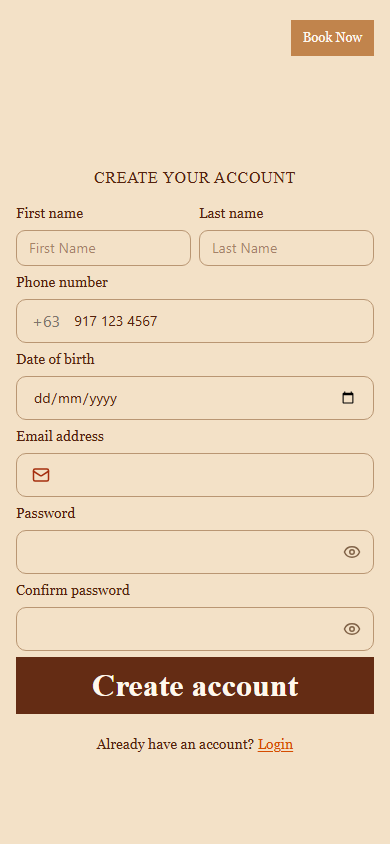 Book Now
CREATE YOUR ACCOUNT
First name Last name
First Name Last Name
Phone number
+63 917 123 4567
Date of birth
dd/mm/yyyy
Email address
Password
Confirm password
Create account
Already have an account? Login